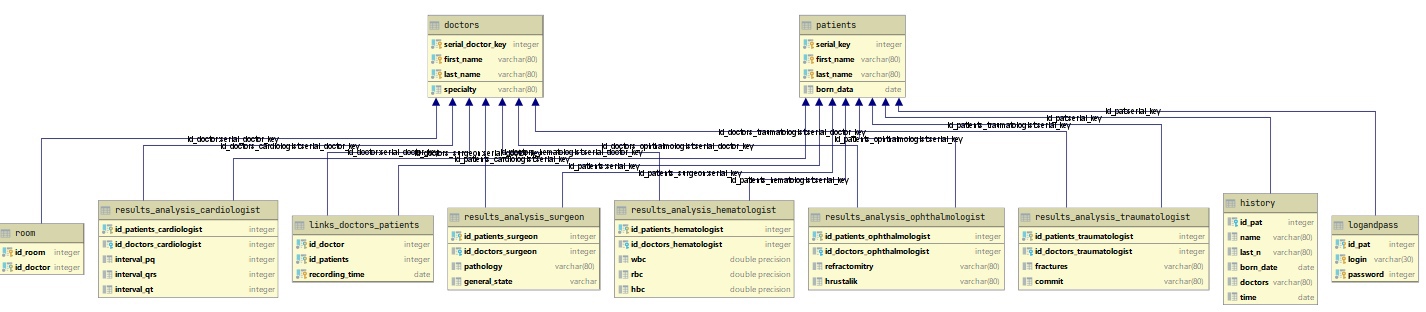 doctors
serial_doctor_key integer
first_name varchar(80)
last_name varchar(80)
specialty varchar(80)
patients
serial_key integer
first_name varchar(80)
last_name varchar(80)
born_data date
id_pat:serial_key
id_pat:serial_key
id_patients_traumatologist:serial_key
id_doctors_traumatologist:serial_doctor_key
id_doctor:serial_doctor_key
id_patients_ophthalmologist:serial_key
id_doctors_cardiologist:serial_doctor_key
id_doctors_ophthalmologist:serial_doctor_key
id_doctor:serial_doctor_key
id_patients_cardiologist:serial_key
id_patients:serial_key
id_patients_surgeon:serial_key
id_patients_hematologist:serial_key
room
id_room integer
id_doctor integer
results_analysis_cardiologist
id_patients_cardiologist integer
id_doctors_cardiologist integer
interval_pq integer
interval_qrs integer
interval_qt integer
links_doctors_patients
id_doctor integer
id_patients integer
recording_time date
results_analysis_surgeon
id_patients_surgeon integer
id_doctors_surgeon integer
pathology varchar(80)
general_state varchar
results_analysis_hematologist
id_patients_hematologist integer
id_doctors_hematologist integer
wbc double precision
rbc double precision
hbc double precision
results_analysis_ophthalmologist
id_patients_ophthalmologist integer
id_doctors_ophthalmologist integer
refractomitry varchar(80)
hrustalik varchar(80)
results_analysis_traumatologist
id_patients_traumatologist integer
id_doctors_traumatologist integer
fractures varchar(80)
commit varchar(80)
history
id_pat integer
name varchar(80)
last_n varchar(80)
born_date date
doctors varchar(80)
time date
logandpass
id_pat integer
login varchar(30)
password integer